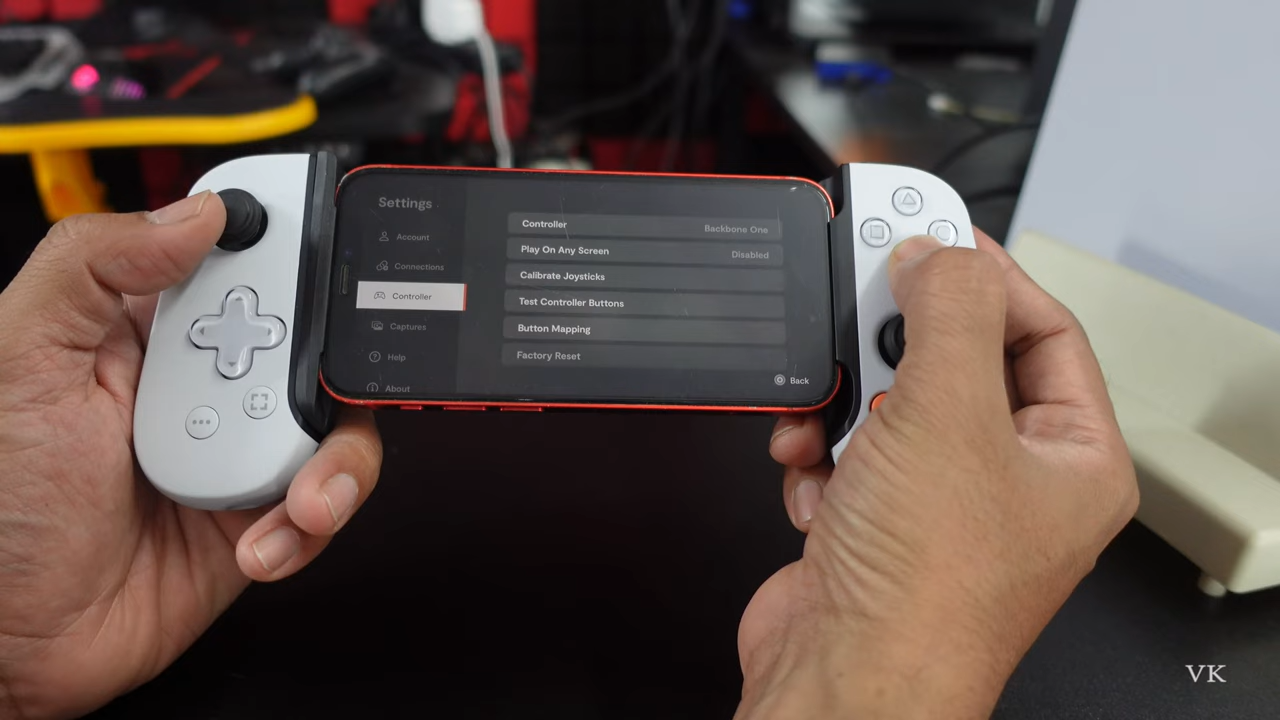 Settings
Account
Connections
Controller
Captures
Help
About
Controller Backbone One
Play On Any Screen Disabled
Calibrate Joysticks
Test Controller Buttons
Button Mapping
Factory Reset
Back
VK